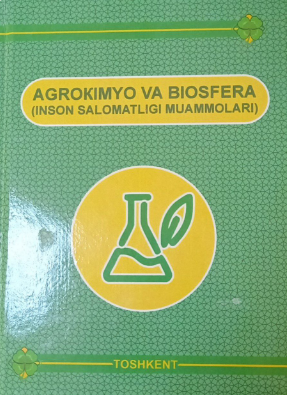 AGROKIMYO VA BIOSFERA
(INSON SALOMATLIGI MUAMMOLARI)
TOSHKENT